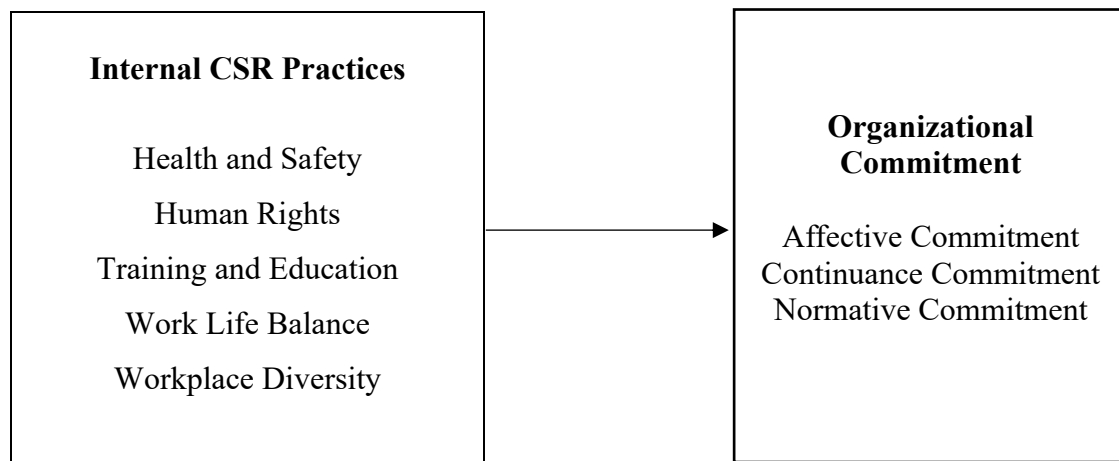 Internal CSR Practices
Health and Safety
Human Rights
Training and Education
Work Life Balance
Workplace Diversity
Organizational
Commitment
Affective Commitment
Continuance Commitment
Normative Commitment